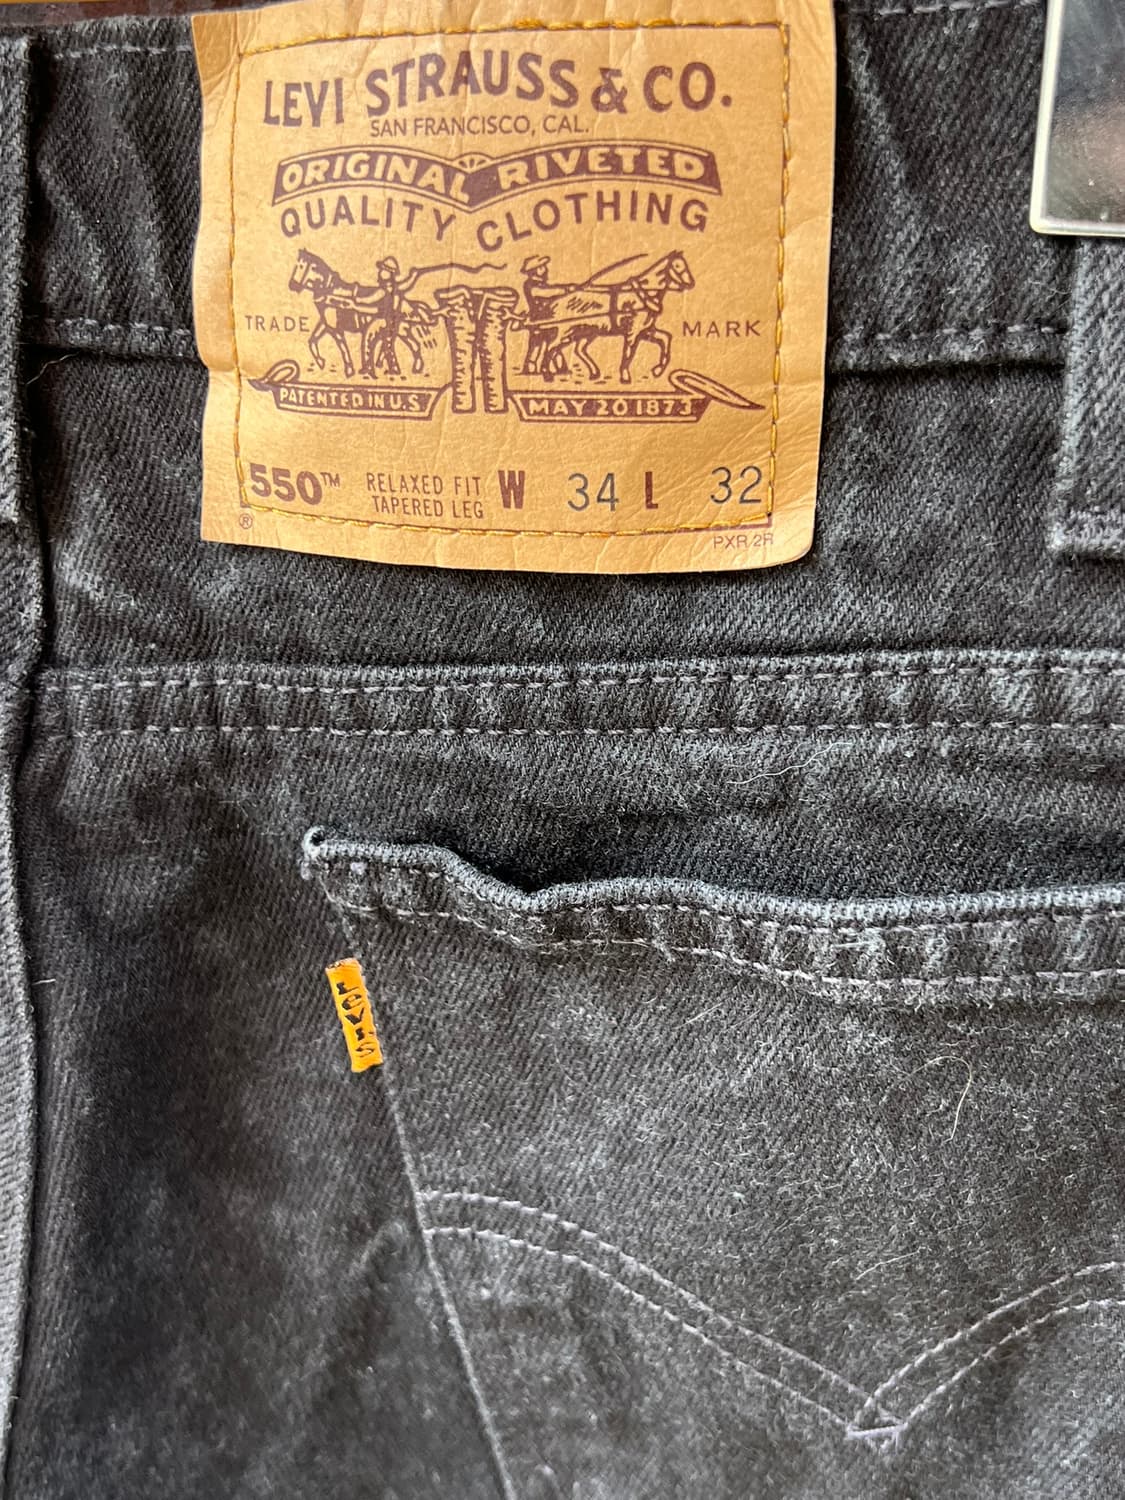 LEVI STRAUSS & CO.
SAN FRANCISCO, CAL.
ORIGINAL RIVETED
QUALITY CLOTHING
TRADE MARK
PATENTED IN U.S MAY 20 1873
550™ RELAXED FIT W 34 L 32
TAPERED LEG
® PXR 2R
LEVI'S